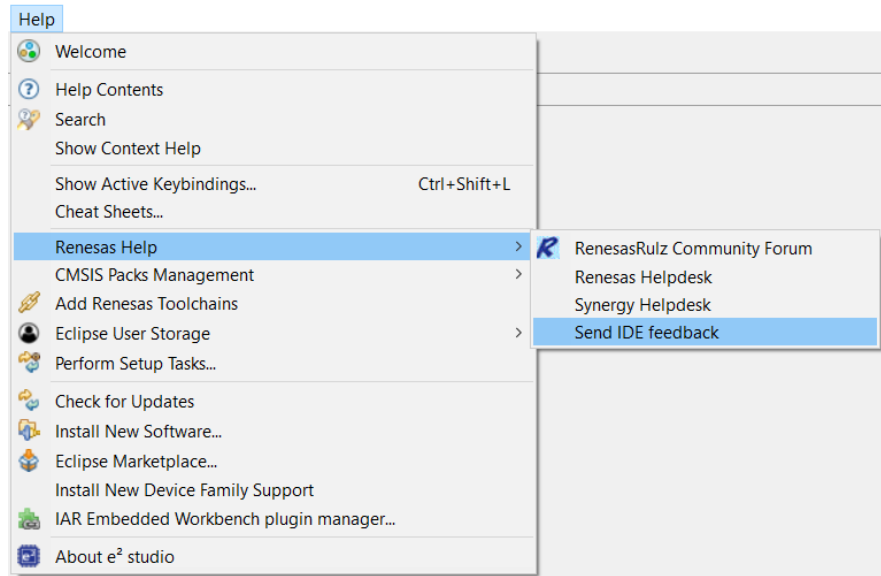 Help
Welcome
Help Contents
Search
Show Context Help
Show Active Keybindings... Ctrl+Shift+L
Cheat Sheets...
Renesas Help
RenesasRulz Community Forum
Renesas Helpdesk
Synergy Helpdesk
Send IDE feedback
CMSIS Packs Management
Add Renesas Toolchains
Eclipse User Storage
Perform Setup Tasks...
Check for Updates
Install New Software...
Eclipse Marketplace...
Install New Device Family Support
IAR Embedded Workbench plugin manager...
About e² studio